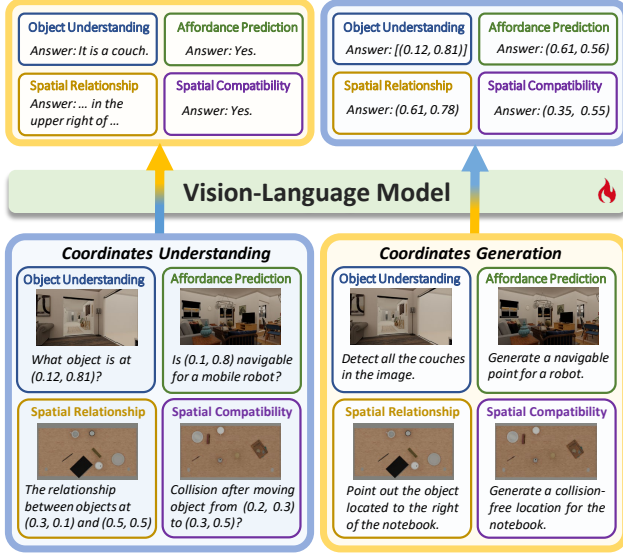 Object Understanding
Answer: It is a couch.
Affordance Prediction
Answer: Yes.
Spatial Relationship
Answer: ... in the
upper right of ...
Spatial Compatibility
Answer: Yes.
Object Understanding
Answer: [(0.12, 0.81)]
Affordance Prediction
Answer: (0.61, 0.56)
Spatial Relationship
Answer: (0.61, 0.78)
Spatial Compatibility
Answer: (0.35, 0.55)
Vision-Language Model
Coordinates Understanding
Object Understanding
What object is at
(0.12, 0.81)?
Affordance Prediction
Is (0.1, 0.8) navigable
for a mobile robot?
Spatial Relationship
The relationship
between objects at
(0.3, 0.1) and (0.5, 0.5)
Spatial Compatibility
Collision after moving
object from (0.2, 0.3)
to (0.3, 0.5)?
Coordinates Generation
Object Understanding
Detect all the couches
in the image.
Affordance Prediction
Generate a navigable
point for a robot.
Spatial Relationship
Point out the object
located to the right
of the notebook.
Spatial Compatibility
Generate a collision-
free location for the
notebook.